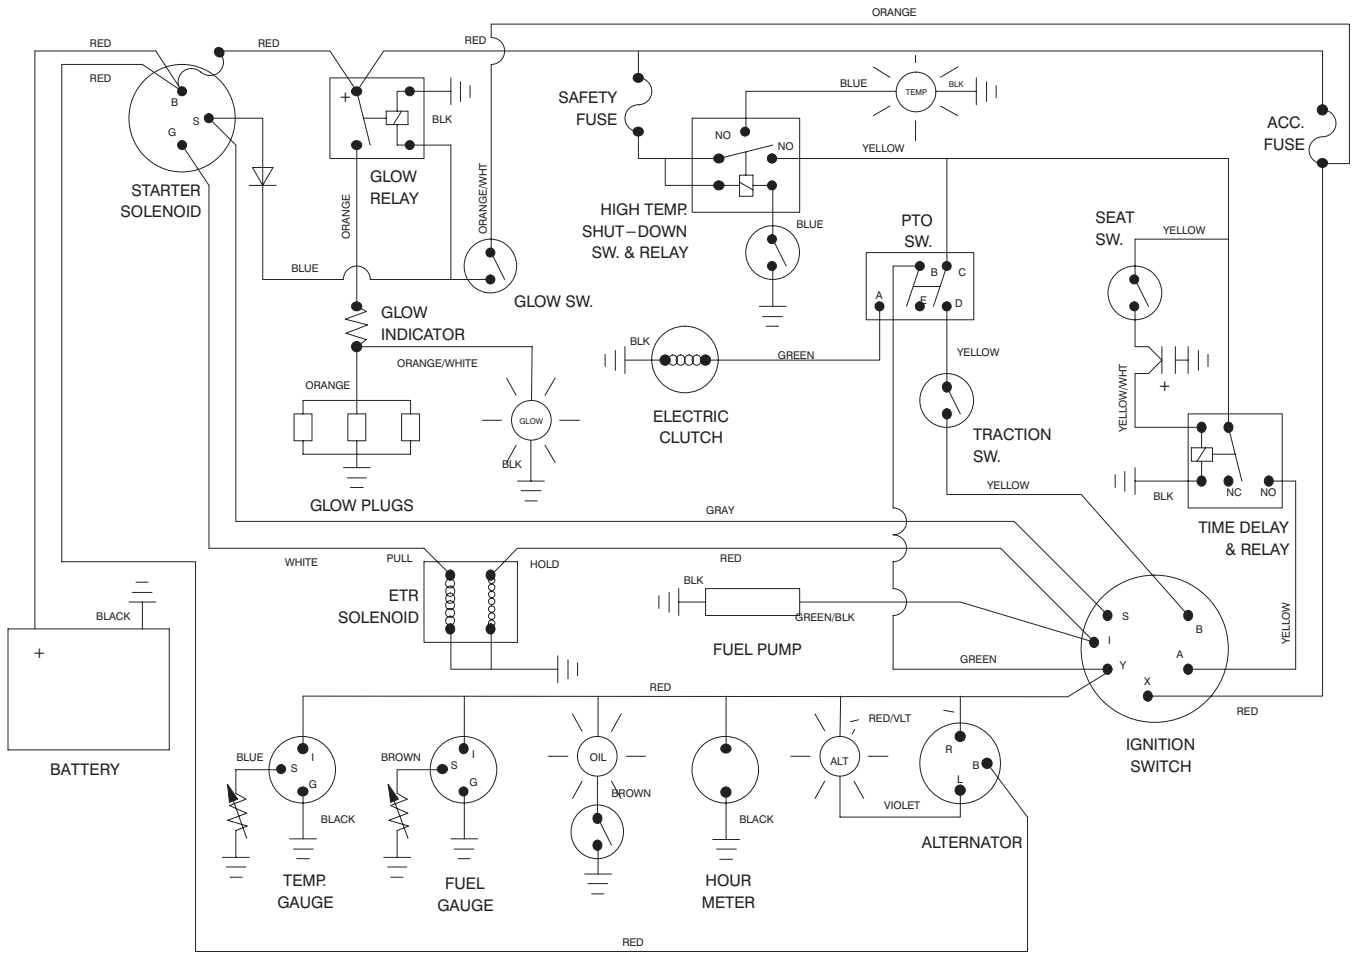 ORANGE
RED
RED
RED
RED
B
S
G
STARTER
SOLENOID
+
BLK
GLOW
RELAY
ORANGE
ORANGE/WHT
BLUE
GLOW SW.
SAFETY
FUSE
BLUE
TEMP
BLK
NO
NO
YELLOW
HIGH TEMP.
SHUT-DOWN
SW. & RELAY
BLUE
ACC.
FUSE
PTO
SW.
A
B
C
E
D
SEAT
SW.
YELLOW
GLOW
INDICATOR
ORANGE/WHITE
ORANGE
GLOW
BLK
GLOW PLUGS
BLK
GREEN
ELECTRIC
CLUTCH
YELLOW
TRACTION
SW.
YELLOW
+
YELLOW/WHT
BLK
NC
NO
TIME DELAY
& RELAY
YELLOW
GRAY
WHITE
PULL
HOLD
RED
ETR
SOLENOID
BLK
GREEN/BLK
FUEL PUMP
GREEN
S
I
Y
X
B
A
RED
IGNITION
SWITCH
BLACK
+
BATTERY
RED
BLUE
I
S
G
BLACK
TEMP.
GAUGE
BROWN
I
S
G
FUEL
GAUGE
OIL
BROWN
BLACK
HOUR
METER
RED/VLT
ALT
VIOLET
R
B
L
ALTERNATOR
RED